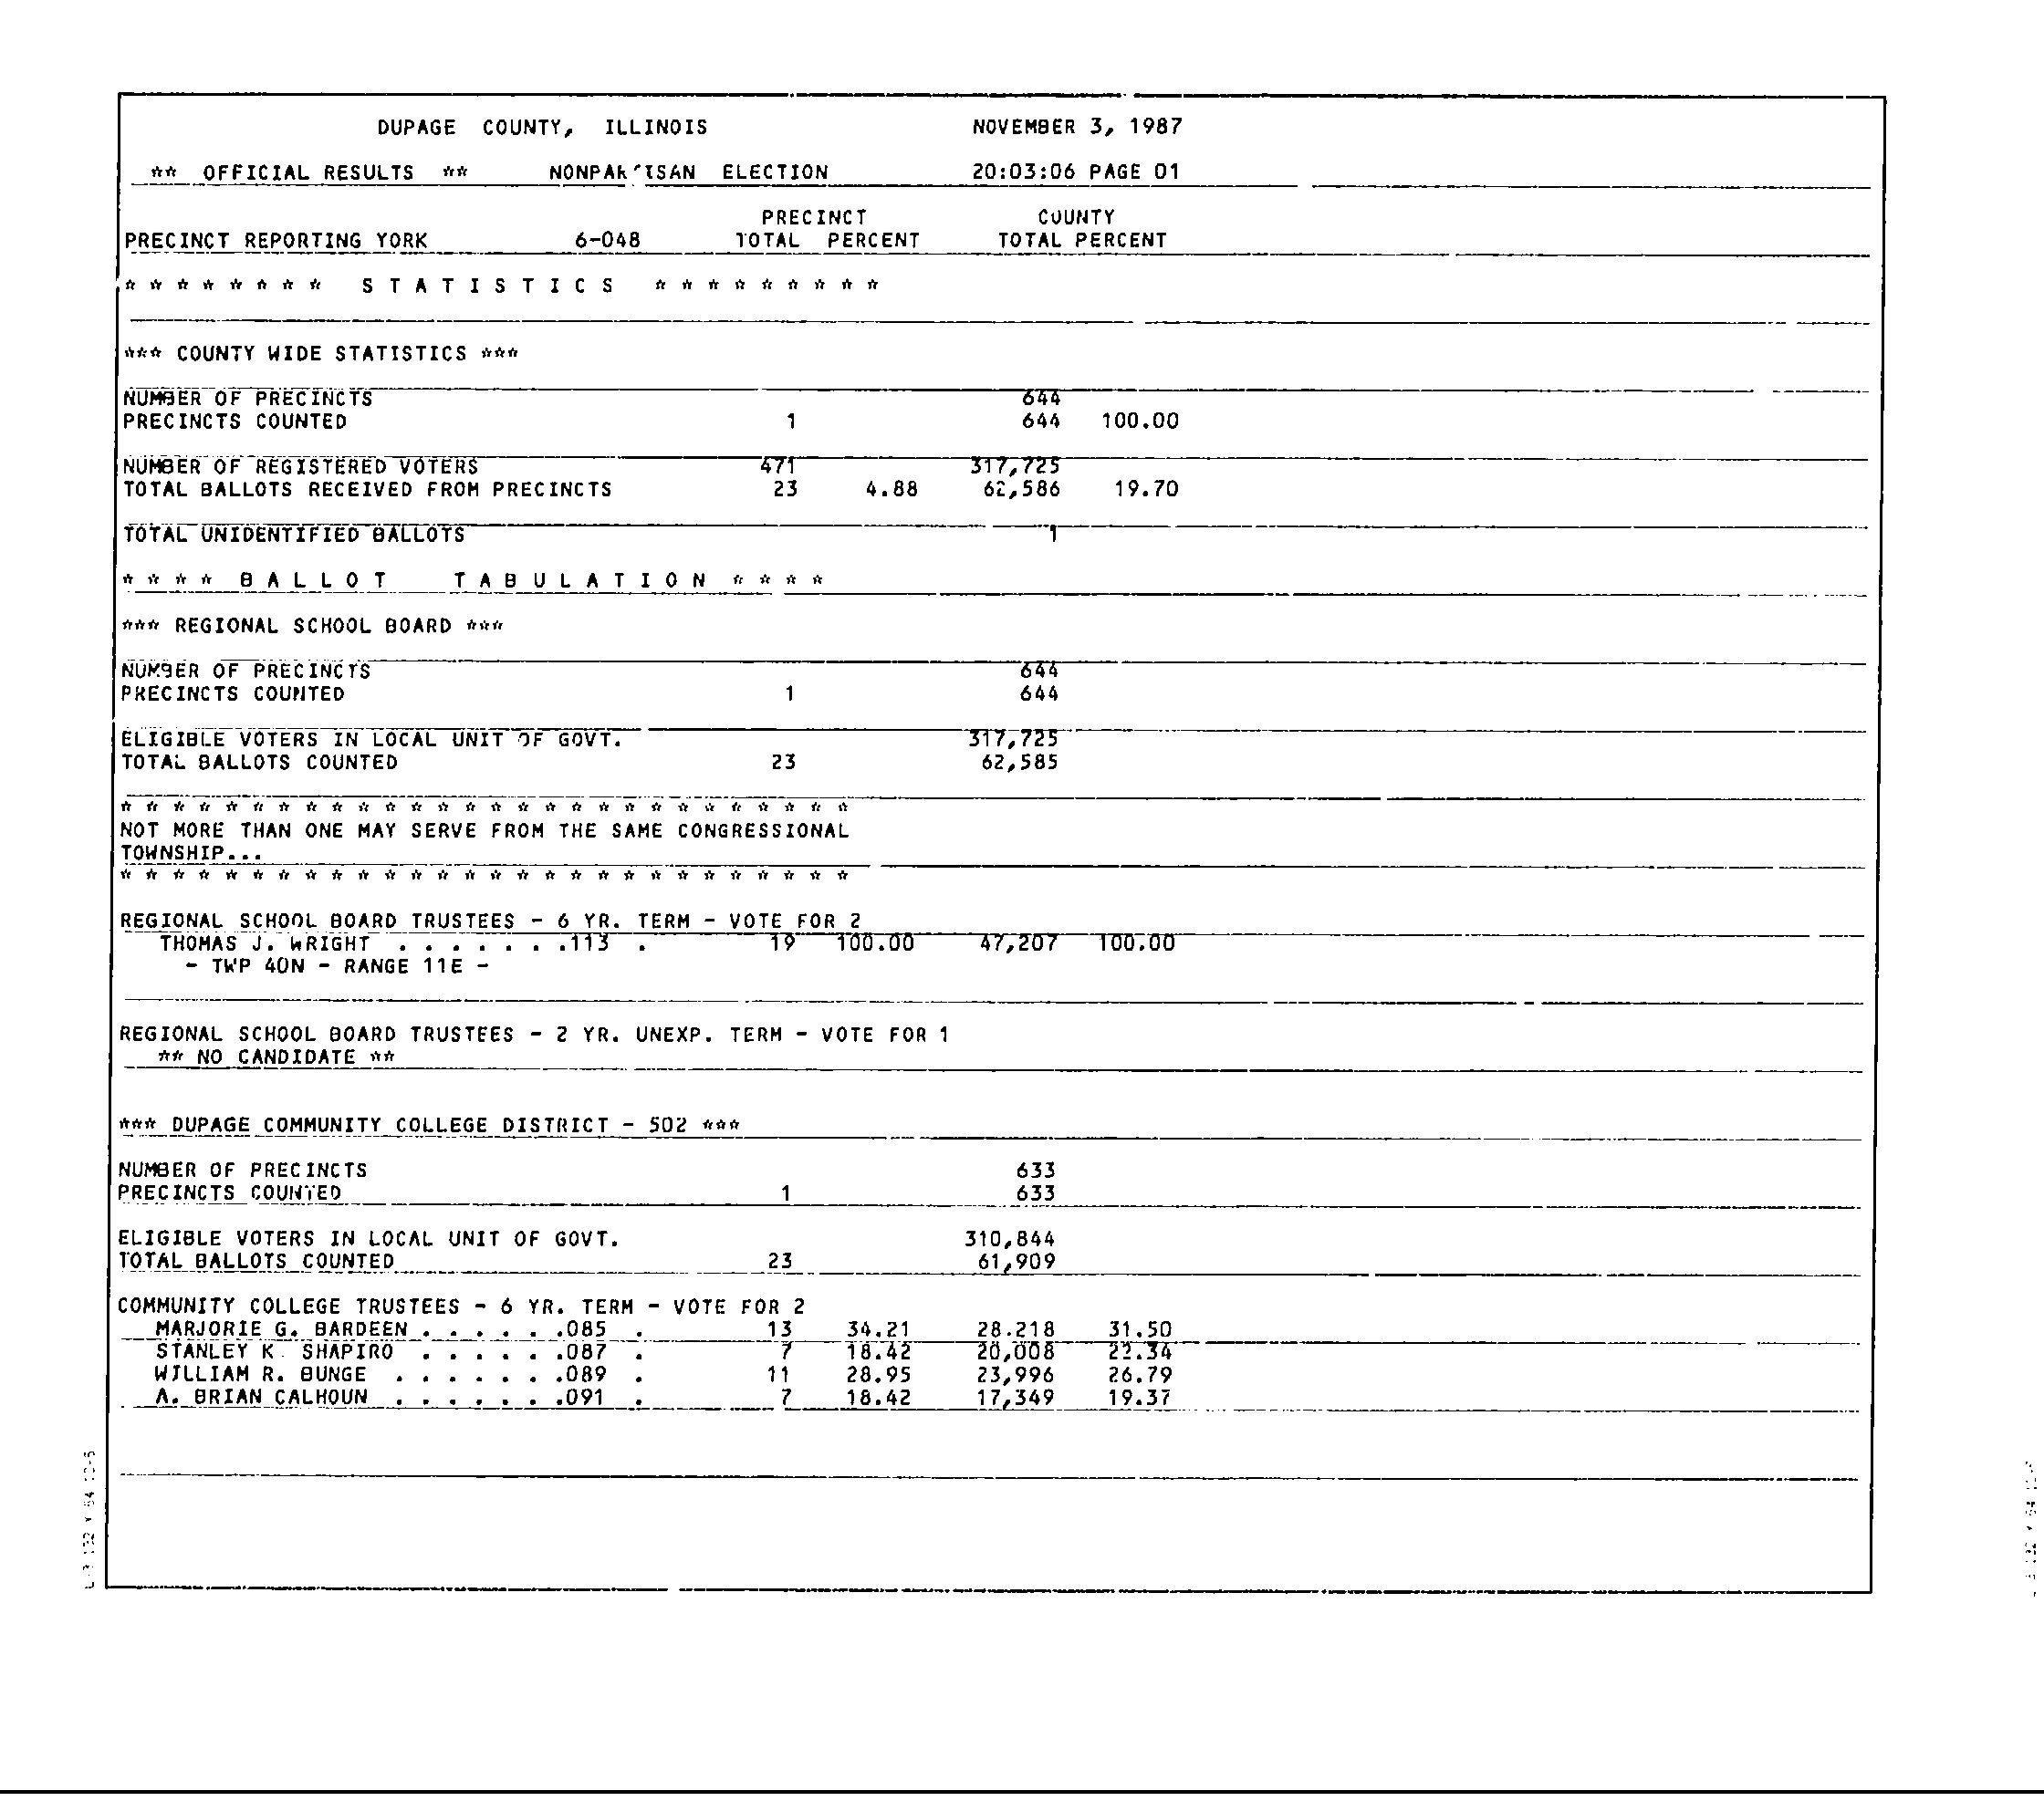 DUPAGE COUNTY, ILLINOIS NOVEMBER 3, 1987
** OFFICIAL RESULTS ** NONPARTISAN ELECTION 20:03:06 PAGE 01
PRECINCT COUNTY
PRECINCT REPORTING YORK 6-048 TOTAL PERCENT TOTAL PERCENT
* * * * * * * * S T A T I S T I C S * * * * * * * * *
*** COUNTY WIDE STATISTICS ***
NUMBER OF PRECINCTS 644
PRECINCTS COUNTED 1 644 100.00
NUMBER OF REGISTERED VOTERS 471 317,725
TOTAL BALLOTS RECEIVED FROM PRECINCTS 23 4.88 62,586 19.70
TOTAL UNIDENTIFIED BALLOTS 1
* * * * B A L L O T T A B U L A T I O N * * * *
*** REGIONAL SCHOOL BOARD ***
NUMBER OF PRECINCTS 644
PRECINCTS COUNTED 1 644
ELIGIBLE VOTERS IN LOCAL UNIT OF GOVT. 317,725
TOTAL BALLOTS COUNTED 23 62,585
* * * * * * * * * * * * * * * * * * * * * * * * * * * *
NOT MORE THAN ONE MAY SERVE FROM THE SAME CONGRESSIONAL
TOWNSHIP...
* * * * * * * * * * * * * * * * * * * * * * * * * * * *
REGIONAL SCHOOL BOARD TRUSTEES - 6 YR. TERM - VOTE FOR 2
THOMAS J. WRIGHT . . . . . . .113 . 19 100.00 47,207 100.00
- TWP 40N - RANGE 11E -
REGIONAL SCHOOL BOARD TRUSTEES - 2 YR. UNEXP. TERM - VOTE FOR 1
** NO CANDIDATE **
*** DUPAGE COMMUNITY COLLEGE DISTRICT - 502 ***
NUMBER OF PRECINCTS 633
PRECINCTS COUNTED 1 633
ELIGIBLE VOTERS IN LOCAL UNIT OF GOVT. 310,844
TOTAL BALLOTS COUNTED 23 61,909
COMMUNITY COLLEGE TRUSTEES - 6 YR. TERM - VOTE FOR 2
MARJORIE G. BARDEEN . . . . . .085 . 13 34.21 28.218 31.50
STANLEY K. SHAPIRO . . . . . .087 . 7 18.42 20,008 22.34
WILLIAM R. BUNGE . . . . . . .089 . 11 28.95 23,996 26.79
A. BRIAN CALHOUN . . . . . . .091 . 7 18.42 17,349 19.37